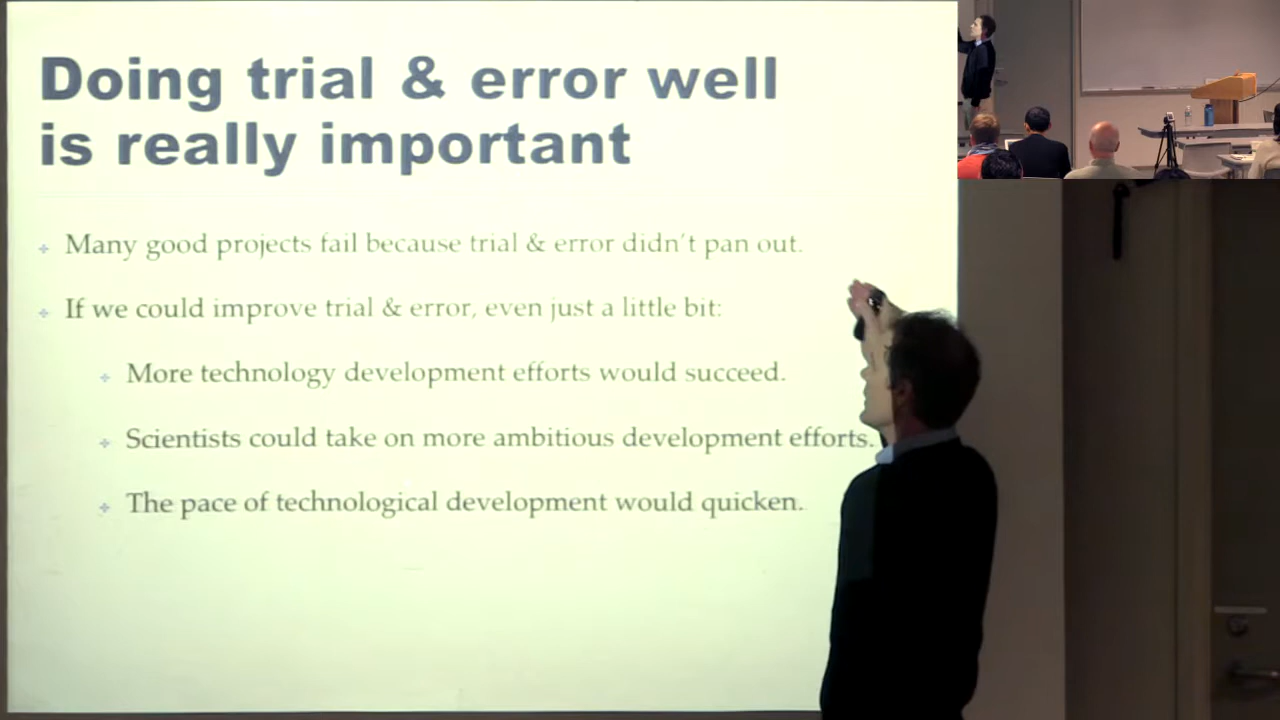 Doing trial & error well
is really important
Many good projects fail because trial & error didn't pan out.
If we could improve trial & error, even just a little bit:
More technology development efforts would succeed.
Scientists could take on more ambitious development efforts.
The pace of technological development would quicken.